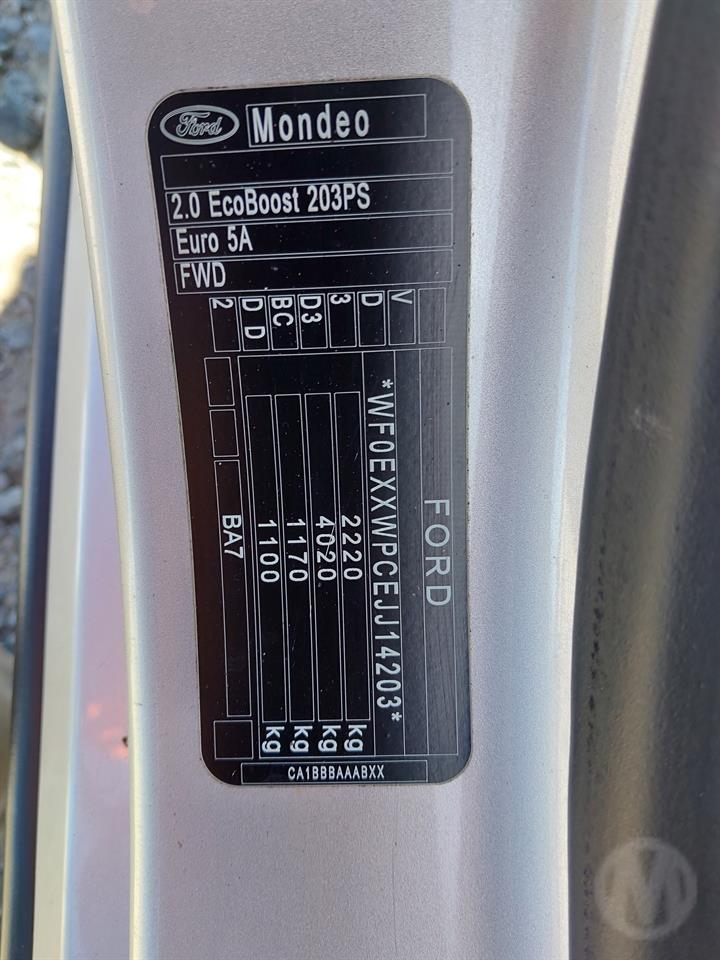 Ford
Mondeo
2.0 EcoBoost 203PS
Euro 5A
FWD
FORD
*WF0EXXWPCEJJ14203*
2220 kg
4020 kg
1170 kg
1100 kg
BA7
V
D
3
D3
BC
D D
2
CA1BBBAAABXX
M